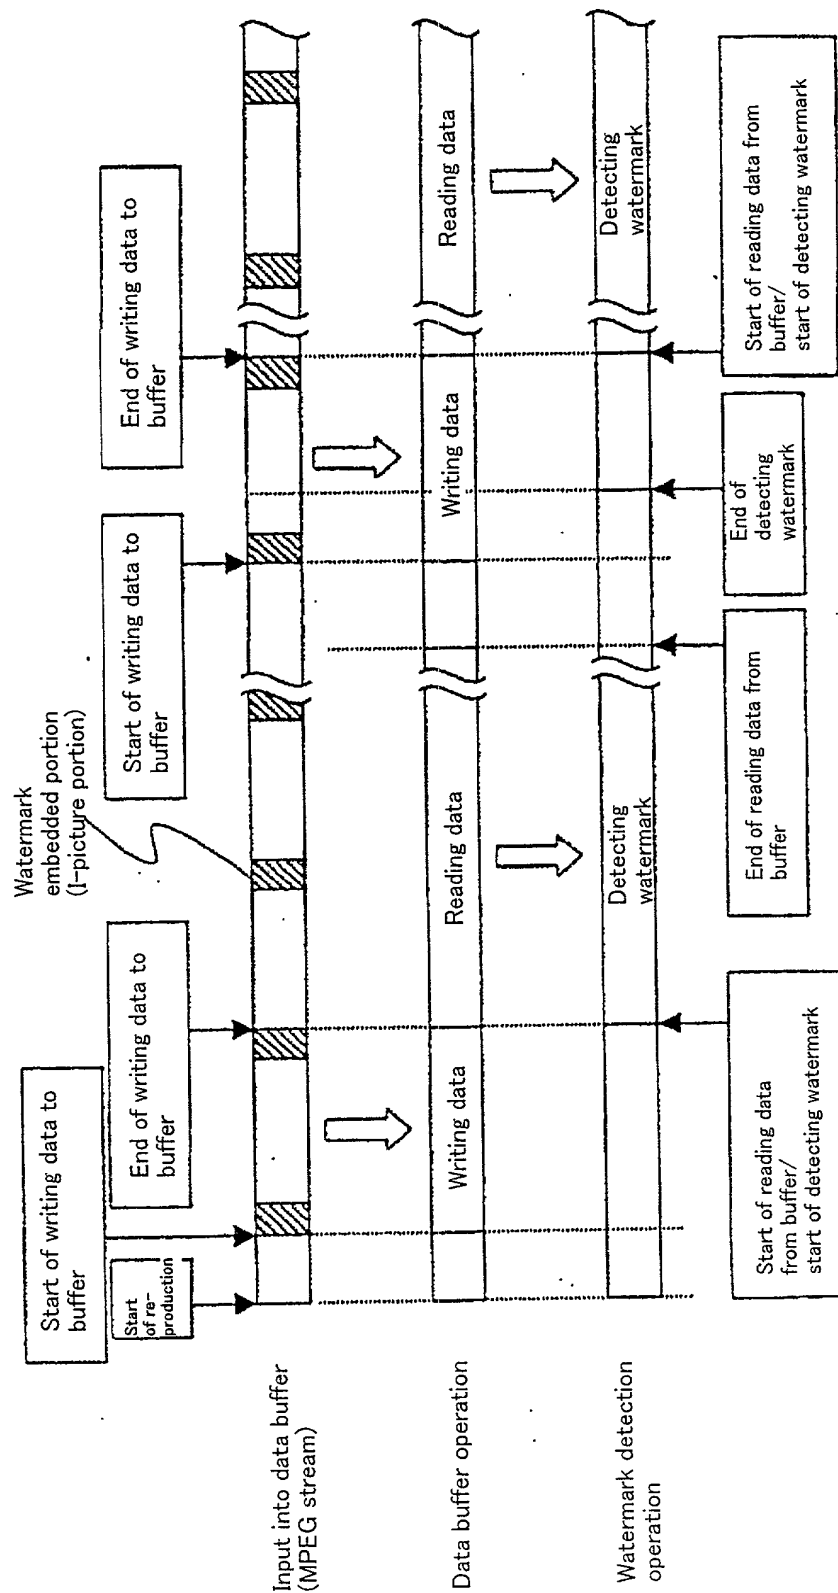 Start of writing data to
buffer
Start
of re-
production
End of writing data to
buffer
Watermark
embedded portion
(I-picture portion)
Start of writing data to
buffer
End of writing data to
buffer
Input into data buffer
(MPEG stream)
Data buffer operation
Writing data
Reading data
Writing data
Reading data
Watermark detection
operation
Detecting
watermark
Detecting
watermark
Start of reading data
from buffer/
start of detecting watermark
End of reading data from
buffer
End of
detecting
watermark
Start of reading data from
buffer/
start of detecting watermark